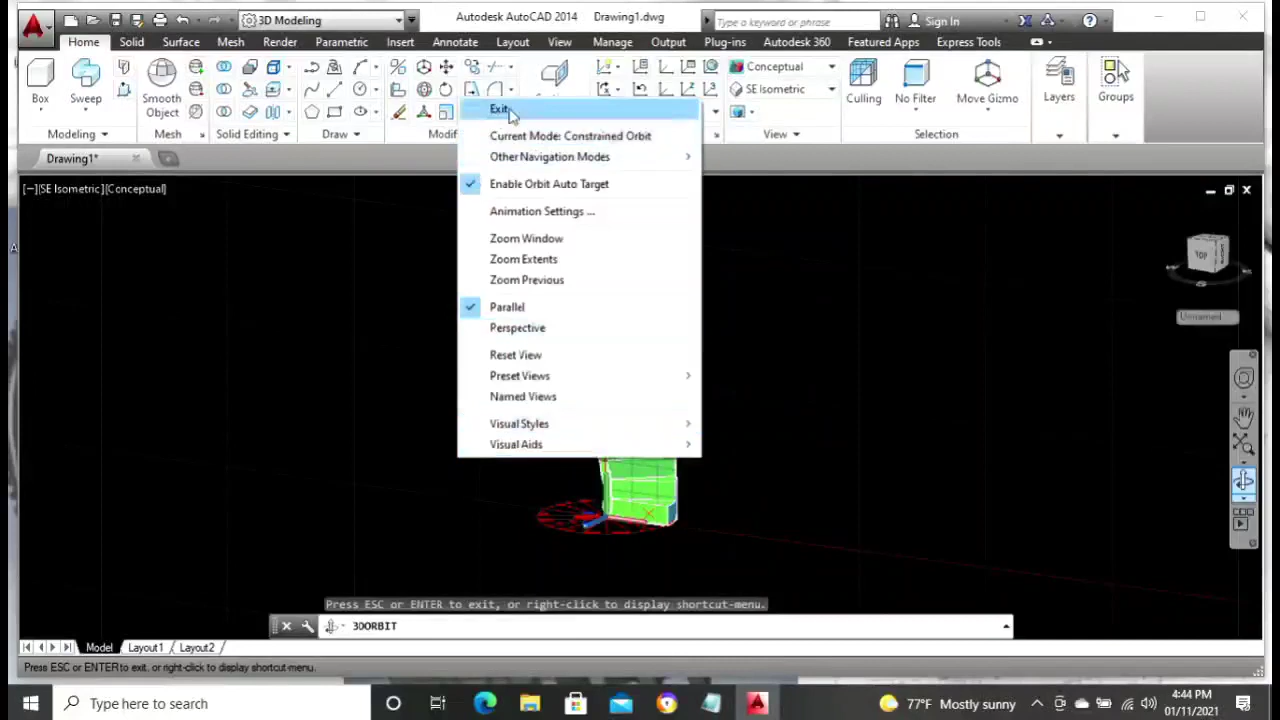 3D Modeling
Autodesk AutoCAD 2014 Drawing1.dwg
Type a keyword or phrase
Sign In
Home Solid Surface Mesh Render Parametric Insert Annotate Layout View Manage Output Plug-ins Autodesk 360 Featured Apps Express Tools
Box
Sweep
Smooth
Object
Conceptual
SE Isometric
Culling
No Filter
Move Gizmo
Layers
Groups
Modeling
Mesh
Solid Editing
Draw
View
Selection
Drawing1*
[−][SE Isometric][Conceptual]
Exit
Current Mode: Constrained Orbit
Other Navigation Modes
Enable Orbit Auto Target
Animation Settings ...
Zoom Window
Zoom Extents
Zoom Previous
Parallel
Perspective
Reset View
Preset Views
Named Views
Visual Styles
Visual Aids
TOP
Unnamed
Press ESC or ENTER to exit, or right-click to display shortcut-menu.
3DORBIT
Model Layout1 Layout2
Press ESC or ENTER to exit, or right-click to display shortcut-menu.
Type here to search
77°F Mostly sunny
4:44 PM
01/11/2021